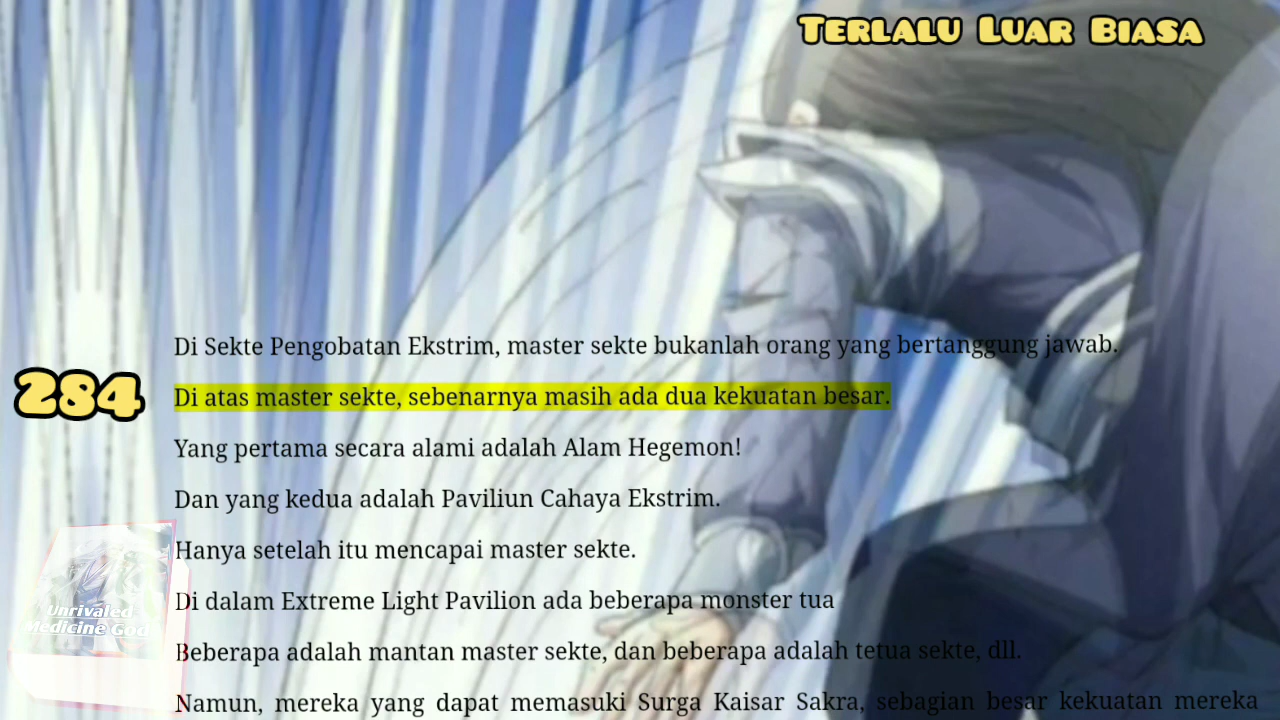 Terlalu Luar Biasa
Di Sekte Pengobatan Ekstrim, master sekte bukanlah orang yang bertanggung jawab.
284
Di atas master sekte, sebenarnya masih ada dua kekuatan besar.
Yang pertama secara alami adalah Alam Hegemon!
Dan yang kedua adalah Paviliun Cahaya Ekstrim.
Hanya setelah itu mencapai master sekte.
Di dalam Extreme Light Pavilion ada beberapa monster tua
Unrivaled
Medicine God
Beberapa adalah mantan master sekte, dan beberapa adalah tetua sekte, dll.
Namun, mereka yang dapat memasuki Surga Kaisar Sakra, sebagian besar kekuatan mereka